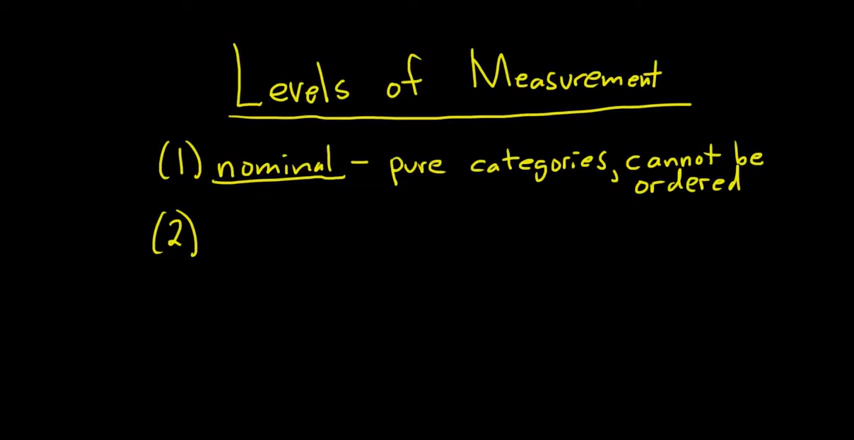 Levels of Measurement
(1) nominal – pure categories, cannot be
ordered
(2)